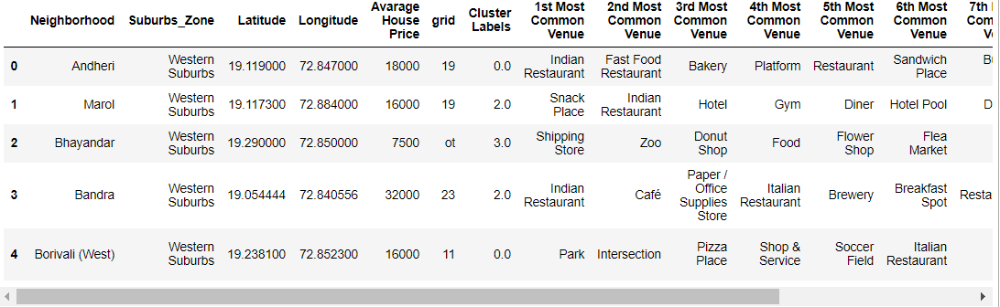 Neighborhood Suburbs_Zone Latitude Longitude Avarage House Price grid Cluster Labels 1st Most Common Venue 2nd Most Common Venue 3rd Most Common Venue 4th Most Common Venue 5th Most Common Venue 6th Most Common Venue 7th
0 Andheri Western Suburbs 19.119000 72.847000 18000 19 0.0 Indian Restaurant Fast Food Restaurant Bakery Platform Restaurant Sandwich Place
1 Marol Western Suburbs 19.117300 72.884000 16000 19 2.0 Snack Place Indian Restaurant Hotel Gym Diner Hotel Pool D
2 Bhayandar Western Suburbs 19.290000 72.850000 7500 ot 3.0 Shipping Store Zoo Donut Shop Food Flower Shop Flea Market
3 Bandra Western Suburbs 19.054444 72.840556 32000 23 2.0 Indian Restaurant Café Paper / Office Supplies Store Italian Restaurant Brewery Breakfast Spot Resta
4 Borivali (West) Western Suburbs 19.238100 72.852300 16000 11 0.0 Park Intersection Pizza Place Shop & Service Soccer Field Italian Restaurant